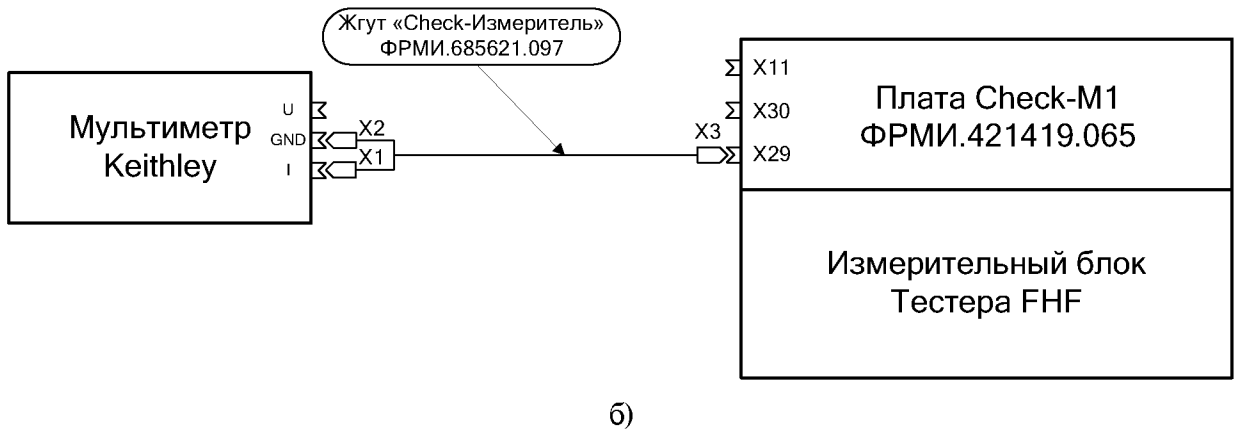 Жгут «Check-Измеритель»
ФРМИ.685621.097
Мультиметр
Keithley
U
GND
I
X2
X1
X3
X11
X30
X29
Плата Check-M1
ФРМИ.421419.065
Измерительный блок
Тестера FHF
б)